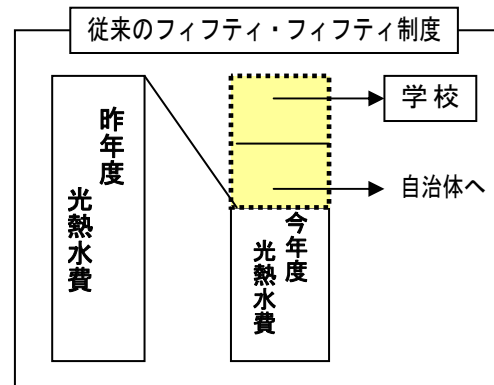 従来のフィフティ・フィフティ制度
昨年度
光熱水費
学校
自治体へ
今年度
光熱水費